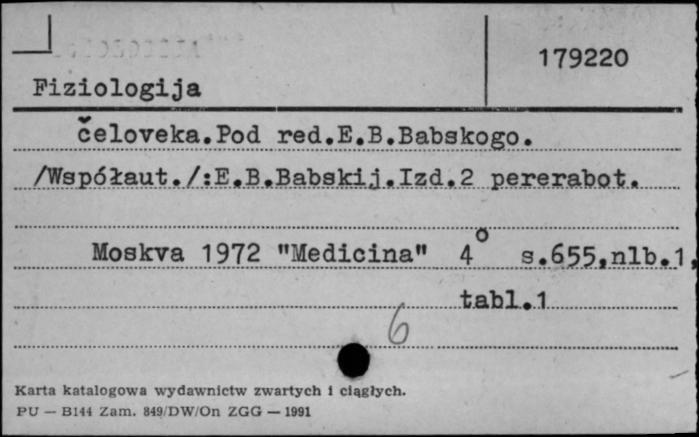 179220
Fiziologija
čeloveka.Pod red.E.B.Babskogo.
/Współaut./:E.B.Babskij.Izd.2 pererabot.
Moskva 1972 "Medicina" 4° s.655,nlb.1,
tabl.1
6
Karta katalogowa wydawnictw zwartych i ciągłych.
PU — B144 Zam. 849/DW/On ZGG — 1991